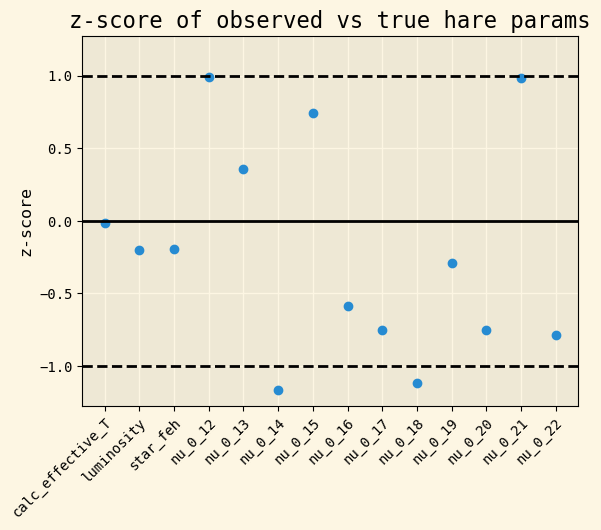 z-score of observed vs true hare params
z-score
1.0
0.5
0.0
−0.5
−1.0
calc_effective_T
luminosity
star_feh
nu_0_12
nu_0_13
nu_0_14
nu_0_15
nu_0_16
nu_0_17
nu_0_18
nu_0_19
nu_0_20
nu_0_21
nu_0_22